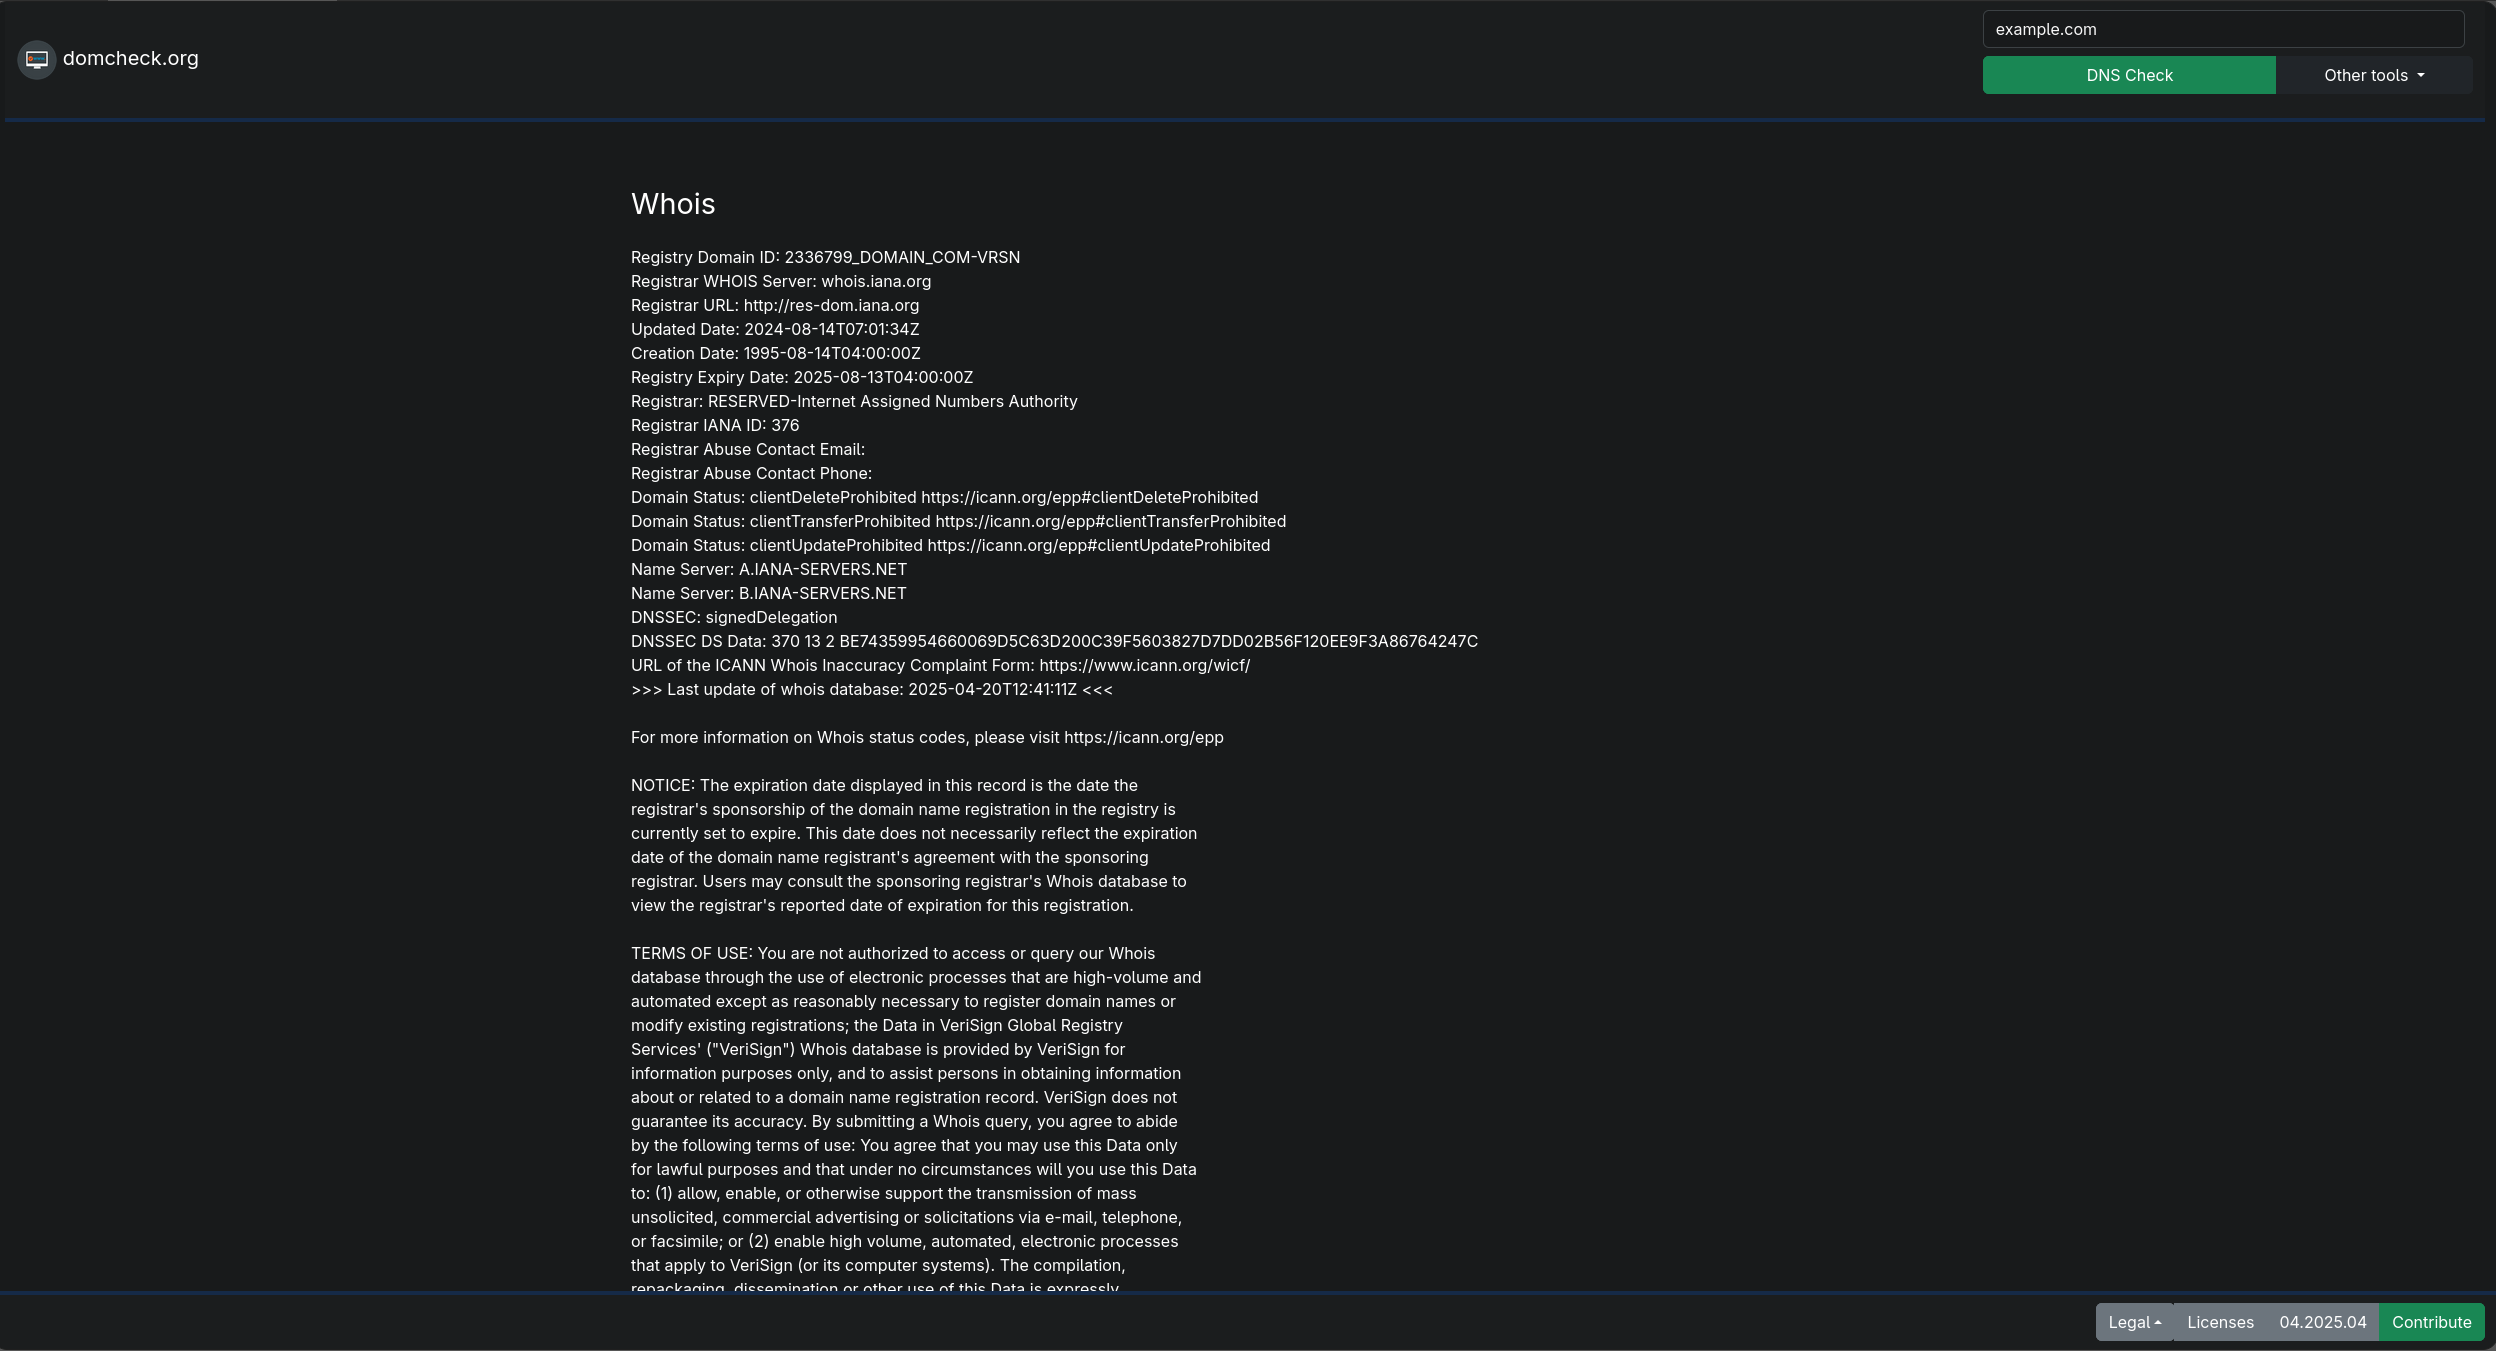 domcheck.org
example.com
DNS Check
Other tools
Whois
Registry Domain ID: 2336799_DOMAIN_COM-VRSN
Registrar WHOIS Server: whois.iana.org
Registrar URL: http://res-dom.iana.org
Updated Date: 2024-08-14T07:01:34Z
Creation Date: 1995-08-14T04:00:00Z
Registry Expiry Date: 2025-08-13T04:00:00Z
Registrar: RESERVED-Internet Assigned Numbers Authority
Registrar IANA ID: 376
Registrar Abuse Contact Email:
Registrar Abuse Contact Phone:
Domain Status: clientDeleteProhibited https://icann.org/epp#clientDeleteProhibited
Domain Status: clientTransferProhibited https://icann.org/epp#clientTransferProhibited
Domain Status: clientUpdateProhibited https://icann.org/epp#clientUpdateProhibited
Name Server: A.IANA-SERVERS.NET
Name Server: B.IANA-SERVERS.NET
DNSSEC: signedDelegation
DNSSEC DS Data: 370 13 2 BE74359954660069D5C63D200C39F5603827D7DD02B56F120EE9F3A86764247C
URL of the ICANN Whois Inaccuracy Complaint Form: https://www.icann.org/wicf/
>>> Last update of whois database: 2025-04-20T12:41:11Z <<<
For more information on Whois status codes, please visit https://icann.org/epp
NOTICE: The expiration date displayed in this record is the date the
registrar's sponsorship of the domain name registration in the registry is
currently set to expire. This date does not necessarily reflect the expiration
date of the domain name registrant's agreement with the sponsoring
registrar. Users may consult the sponsoring registrar's Whois database to
view the registrar's reported date of expiration for this registration.
TERMS OF USE: You are not authorized to access or query our Whois
database through the use of electronic processes that are high-volume and
automated except as reasonably necessary to register domain names or
modify existing registrations; the Data in VeriSign Global Registry
Services' ("VeriSign") Whois database is provided by VeriSign for
information purposes only, and to assist persons in obtaining information
about or related to a domain name registration record. VeriSign does not
guarantee its accuracy. By submitting a Whois query, you agree to abide
by the following terms of use: You agree that you may use this Data only
for lawful purposes and that under no circumstances will you use this Data
to: (1) allow, enable, or otherwise support the transmission of mass
unsolicited, commercial advertising or solicitations via e-mail, telephone,
or facsimile; or (2) enable high volume, automated, electronic processes
that apply to VeriSign (or its computer systems). The compilation,
repackaging, dissemination or other use of this Data is expressly
Legal
Licenses
04.2025.04
Contribute